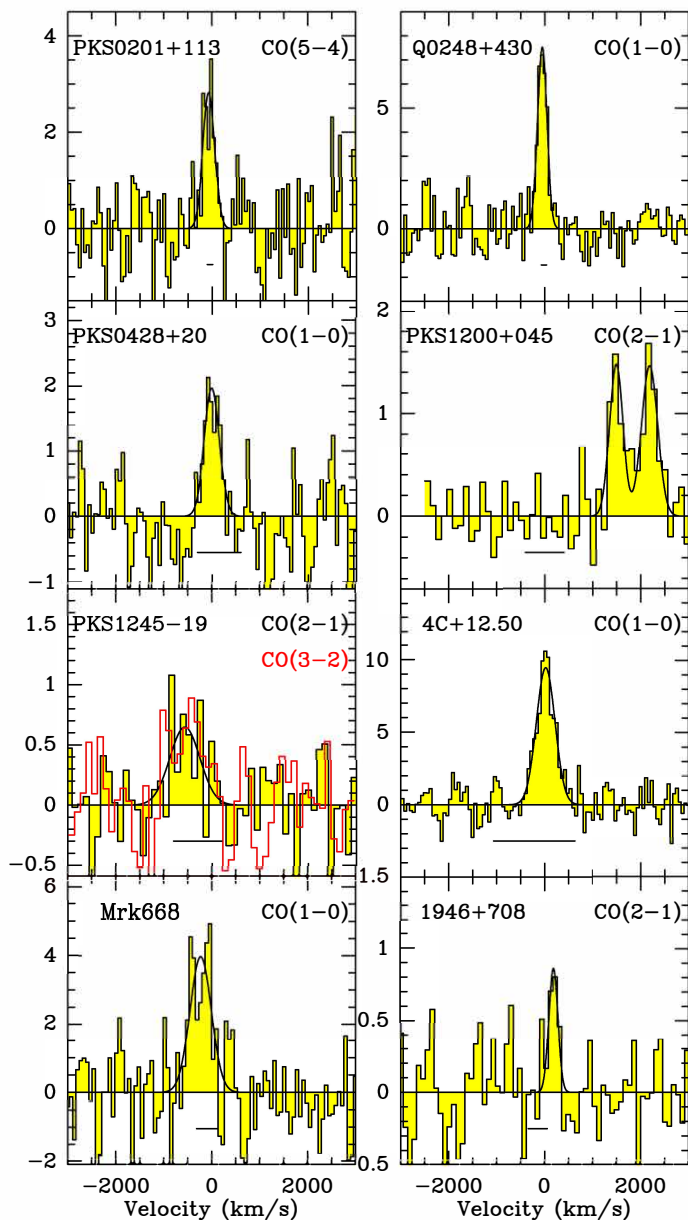 PKS0201+113 CO(5−4)
4
2
0
Q0248+430 CO(1−0)
5
0
PKS0428+20 CO(1−0)
3
2
1
0
−1
PKS1200+045 CO(2−1)
2
1
0
PKS1245−19 CO(2−1)
CO(3−2)
1.5
1
0.5
0
−0.5
4C+12.50 CO(1−0)
10
5
0
Mrk668 CO(1−0)
6
4
2
0
−2
1946+708 CO(2−1)
1.5
1
0.5
0
0.5
−2000 0 2000
Velocity (km/s)
−2000 0 2000
Velocity (km/s)